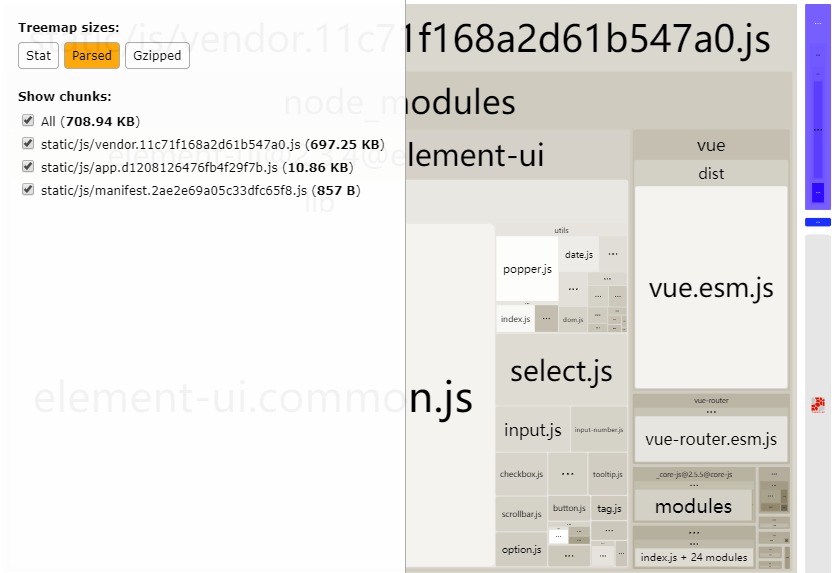 Treemap sizes:
Stat Parsed Gzipped
Show chunks:
All (708.94 KB)
static/js/vendor.11c71f168a2d61b547a0.js (697.25 KB)
static/js/app.d1208126476fb4f29f7b.js (10.86 KB)
static/js/manifest.2ae2e69a05c33dfc65f8.js (857 B)
static/js/vendor.11c71f168a2d61b547a0.js
node_modules
element-ui
lib
element-ui.common.js
utils
popper.js
date.js
...
...
...
index.js
...
dom.js
select.js
input.js
input-number.js
checkbox.js
...
tooltip.js
scrollbar.js
button.js
tag.js
option.js
...
...
...
vue
dist
vue.esm.js
vue-router
...
vue-router.esm.js
_core-js@2.5.5@core-js
...
modules
...
...
index.js + 24 modules